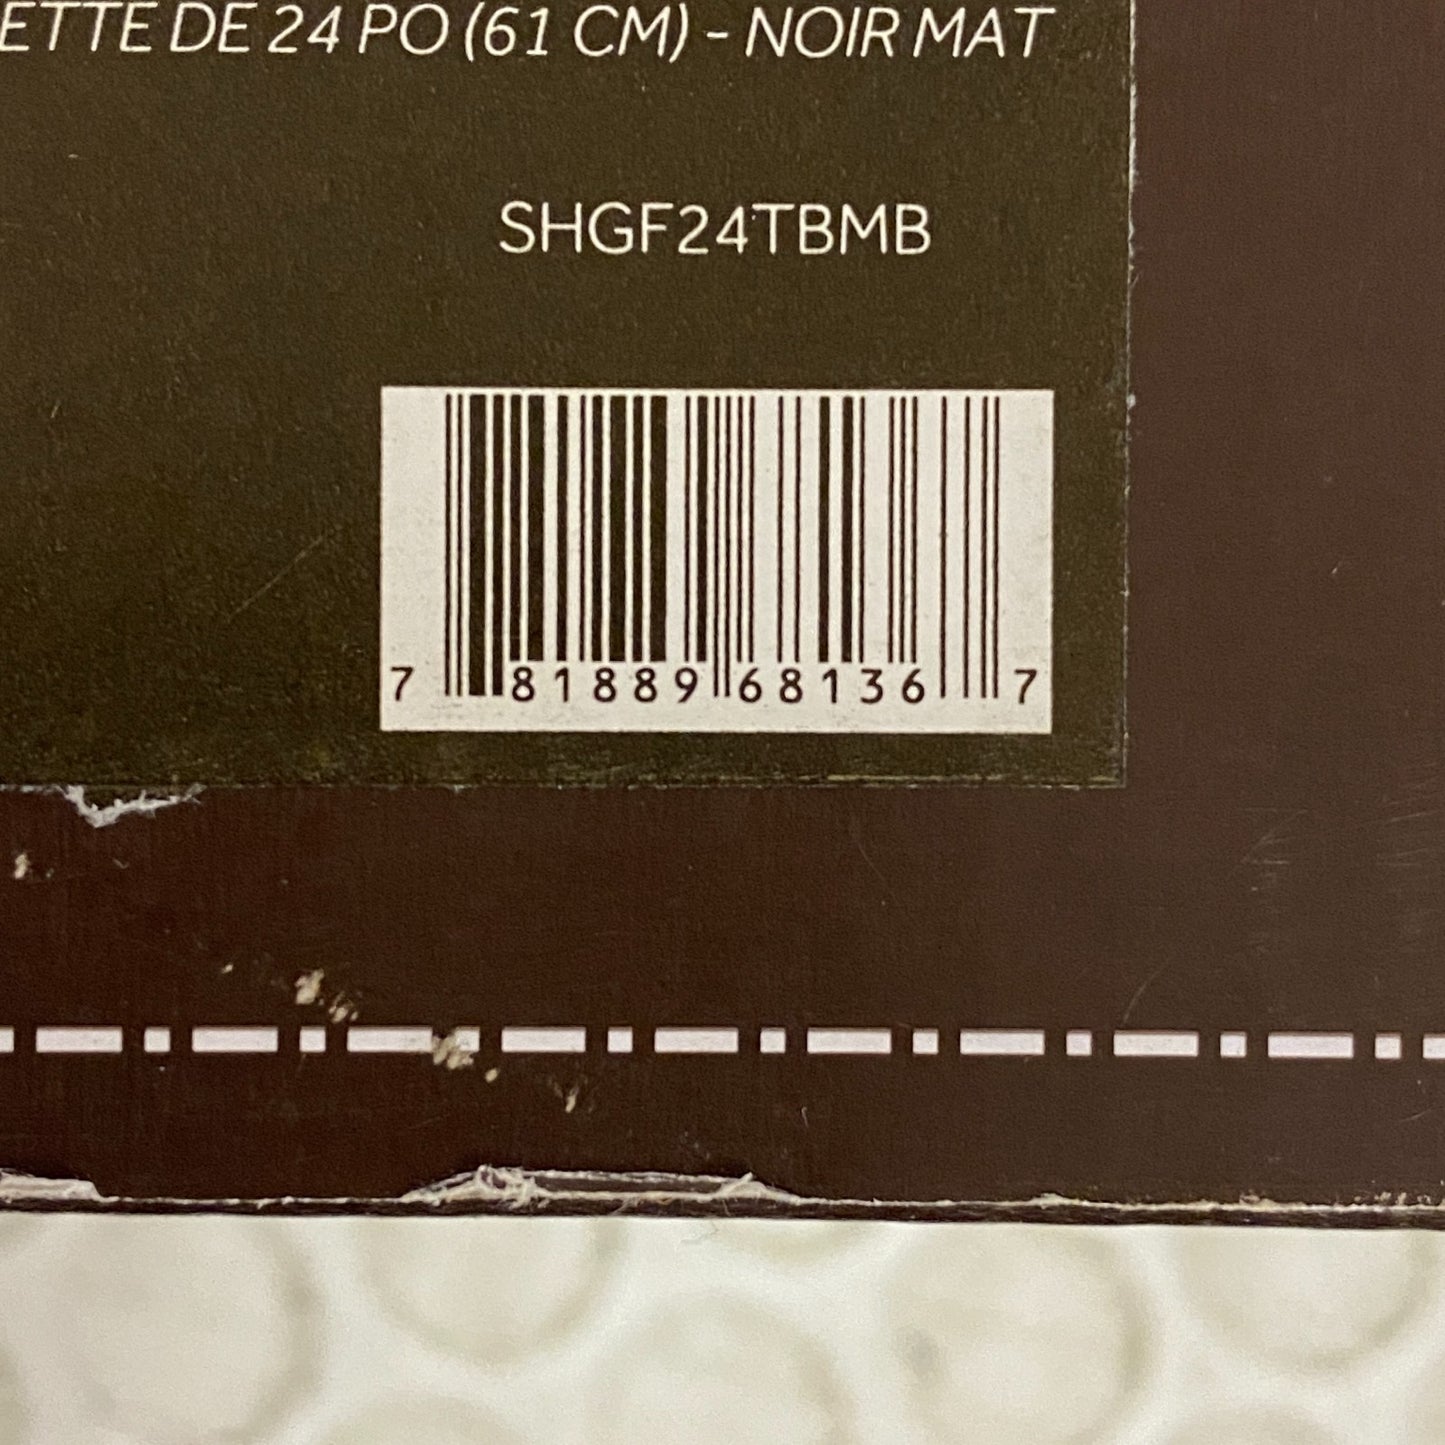 ETTE DE 24 PO (61 CM) - NOIR MAT
SHGF24TBMB
7 81889 68136 7